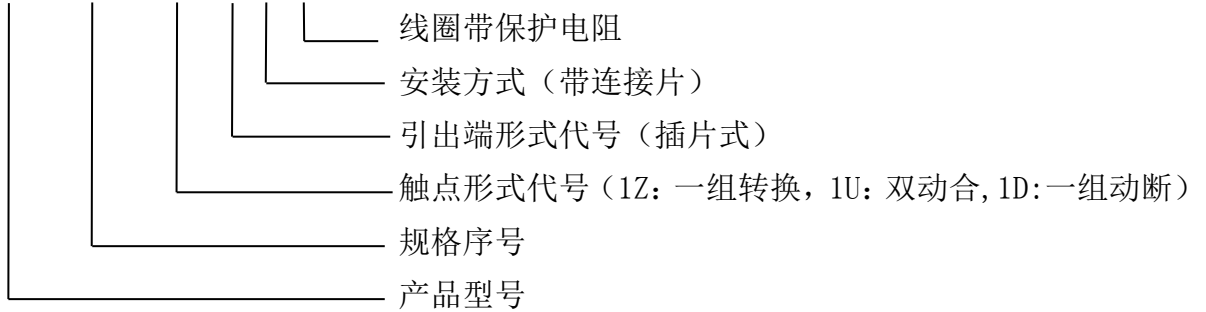 线圈带保护电阻
安装方式（带连接片）
引出端形式代号（插片式）
触点形式代号（1Z：一组转换，1U：双动合,1D:一组动断）
规格序号
产品型号